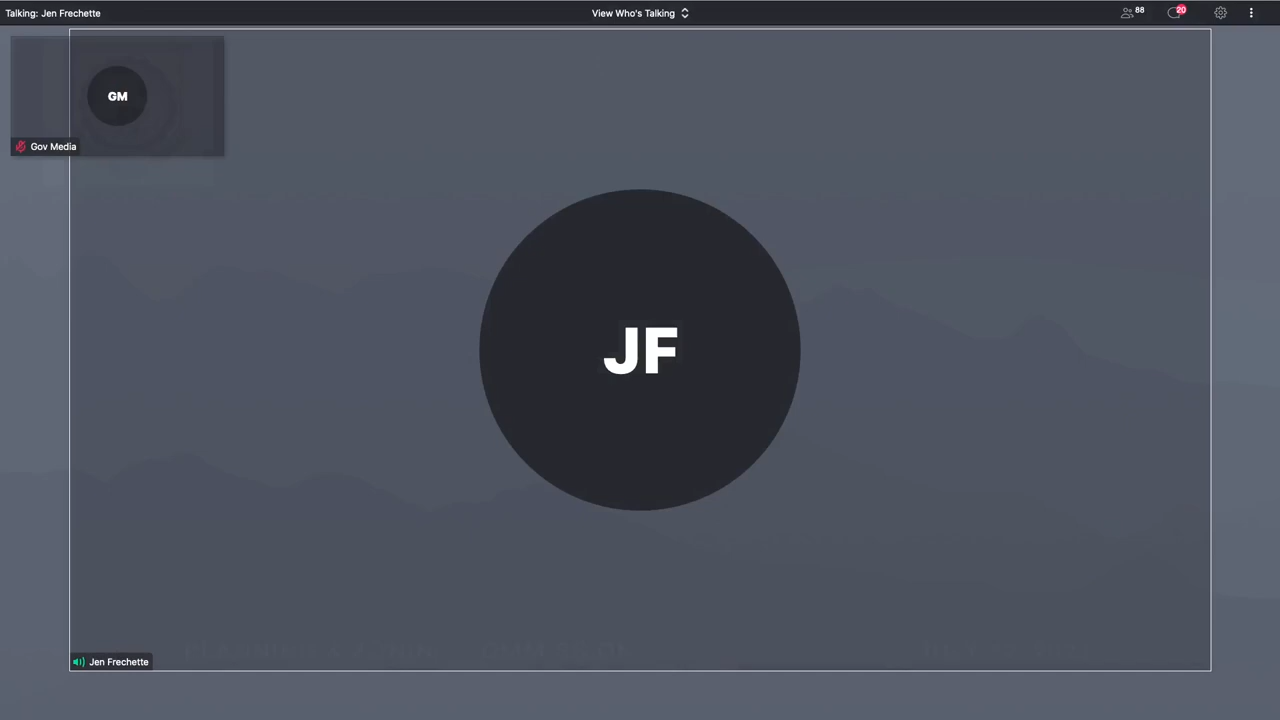 Talking: Jen Frechette
View Who's Talking
88
20
GM
Gov Media
JF
Jen Frechette